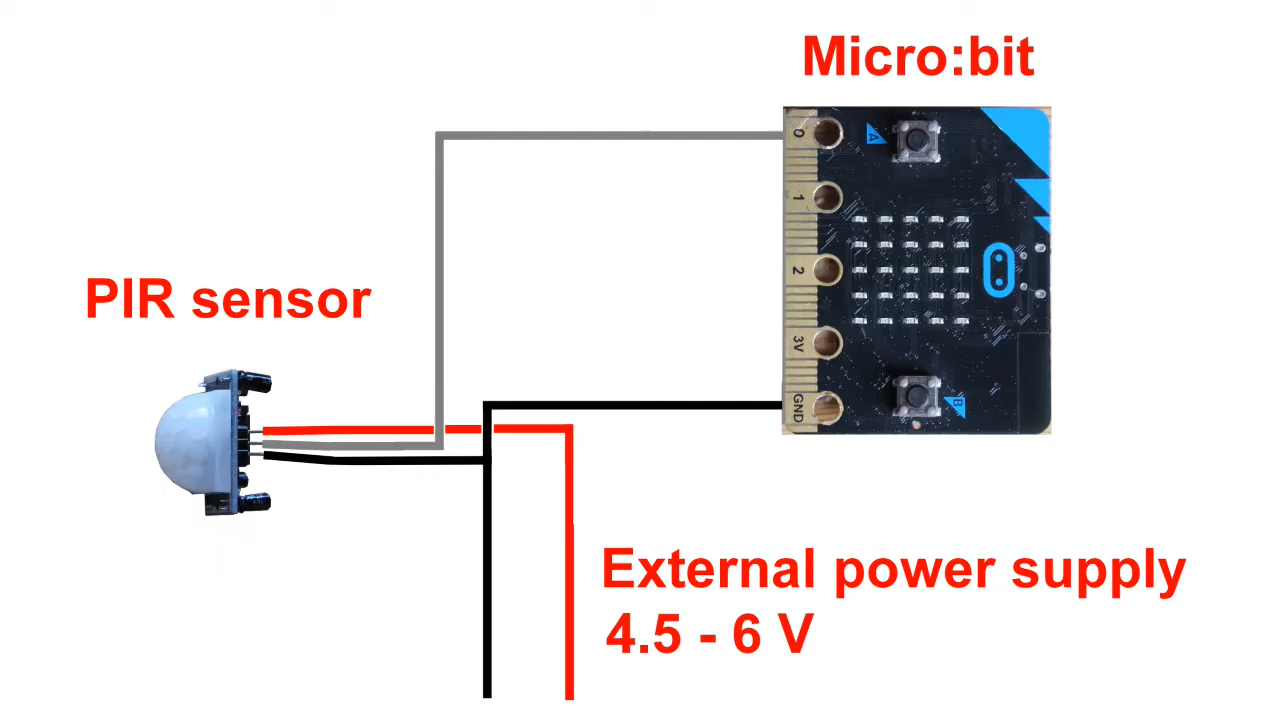 Micro:bit
0
A
1
2
PIR sensor
3V
B
GND
External power supply
4.5 - 6 V